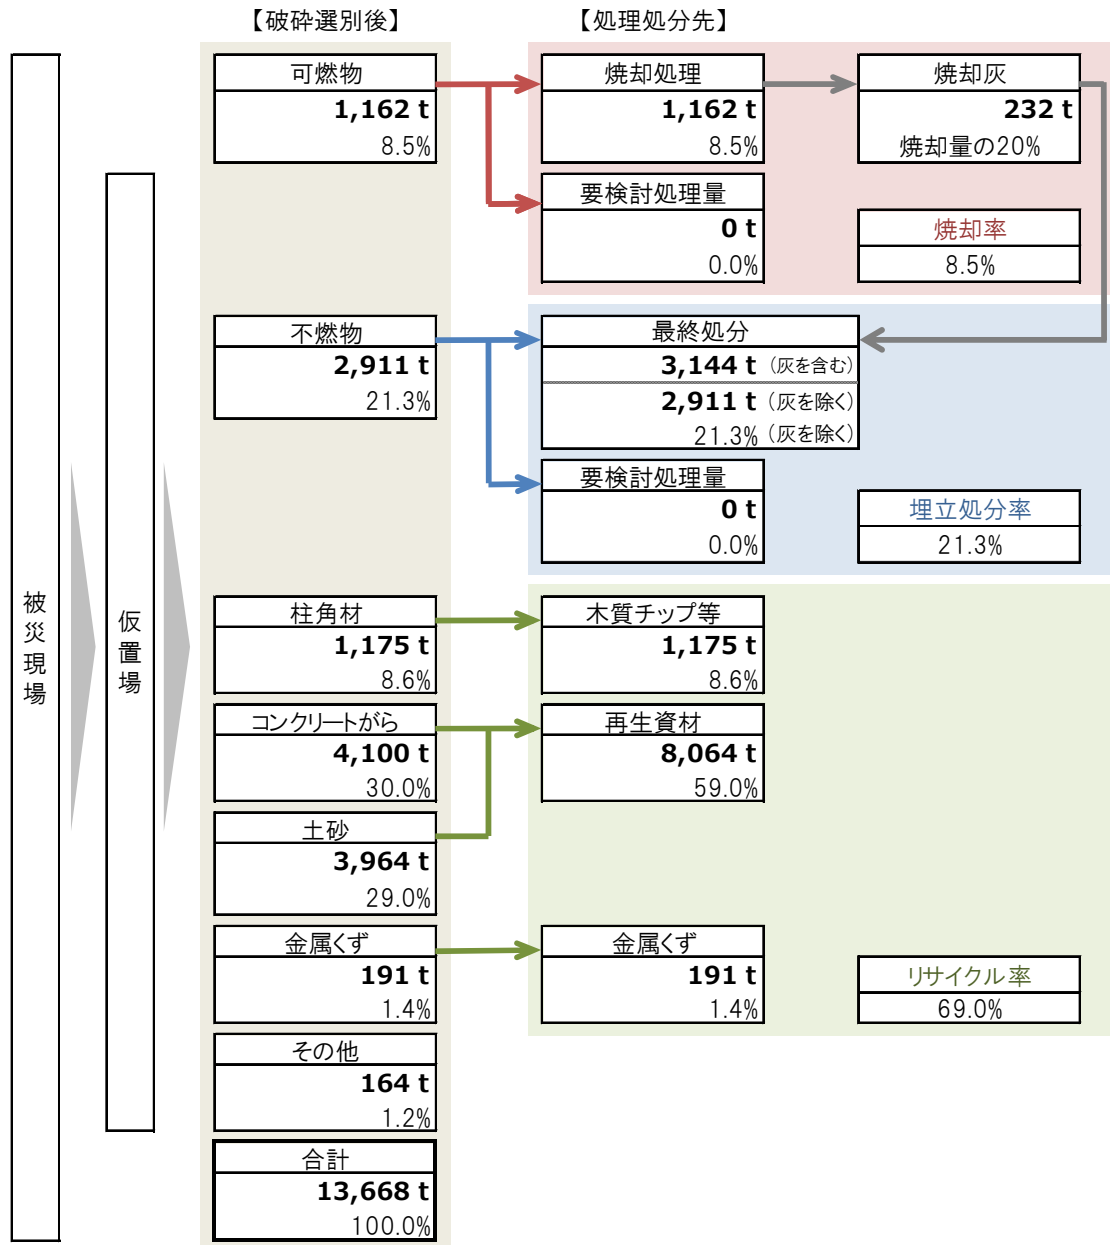 【破砕選別後】
【処理処分先】
被災現場
仮置場
可燃物
1,162 t
8.5%
焼却処理
1,162 t
8.5%
焼却灰
232 t
焼却量の20%
要検討処理量
0 t
0.0%
焼却率
8.5%
不燃物
2,911 t
21.3%
最終処分
3,144 t (灰を含む)
2,911 t (灰を除く)
21.3% (灰を除く)
要検討処理量
0 t
0.0%
埋立処分率
21.3%
柱角材
1,175 t
8.6%
木質チップ等
1,175 t
8.6%
コンクリートがら
4,100 t
30.0%
再生資材
8,064 t
59.0%
土砂
3,964 t
29.0%
金属くず
191 t
1.4%
金属くず
191 t
1.4%
リサイクル率
69.0%
その他
164 t
1.2%
合計
13,668 t
100.0%